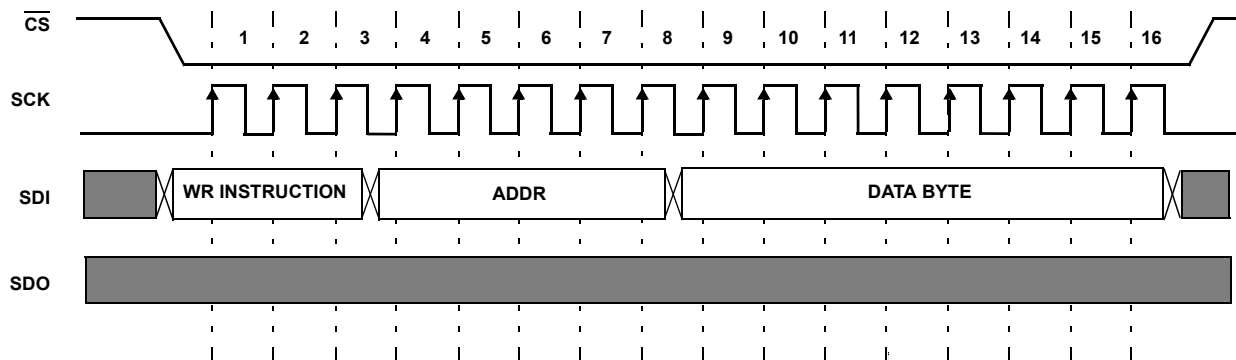 CS 1 2 3 4 5 6 7 8 9 10 11 12 13 14 15 16
SCK
SDI WR INSTRUCTION ADDR DATA BYTE
SDO